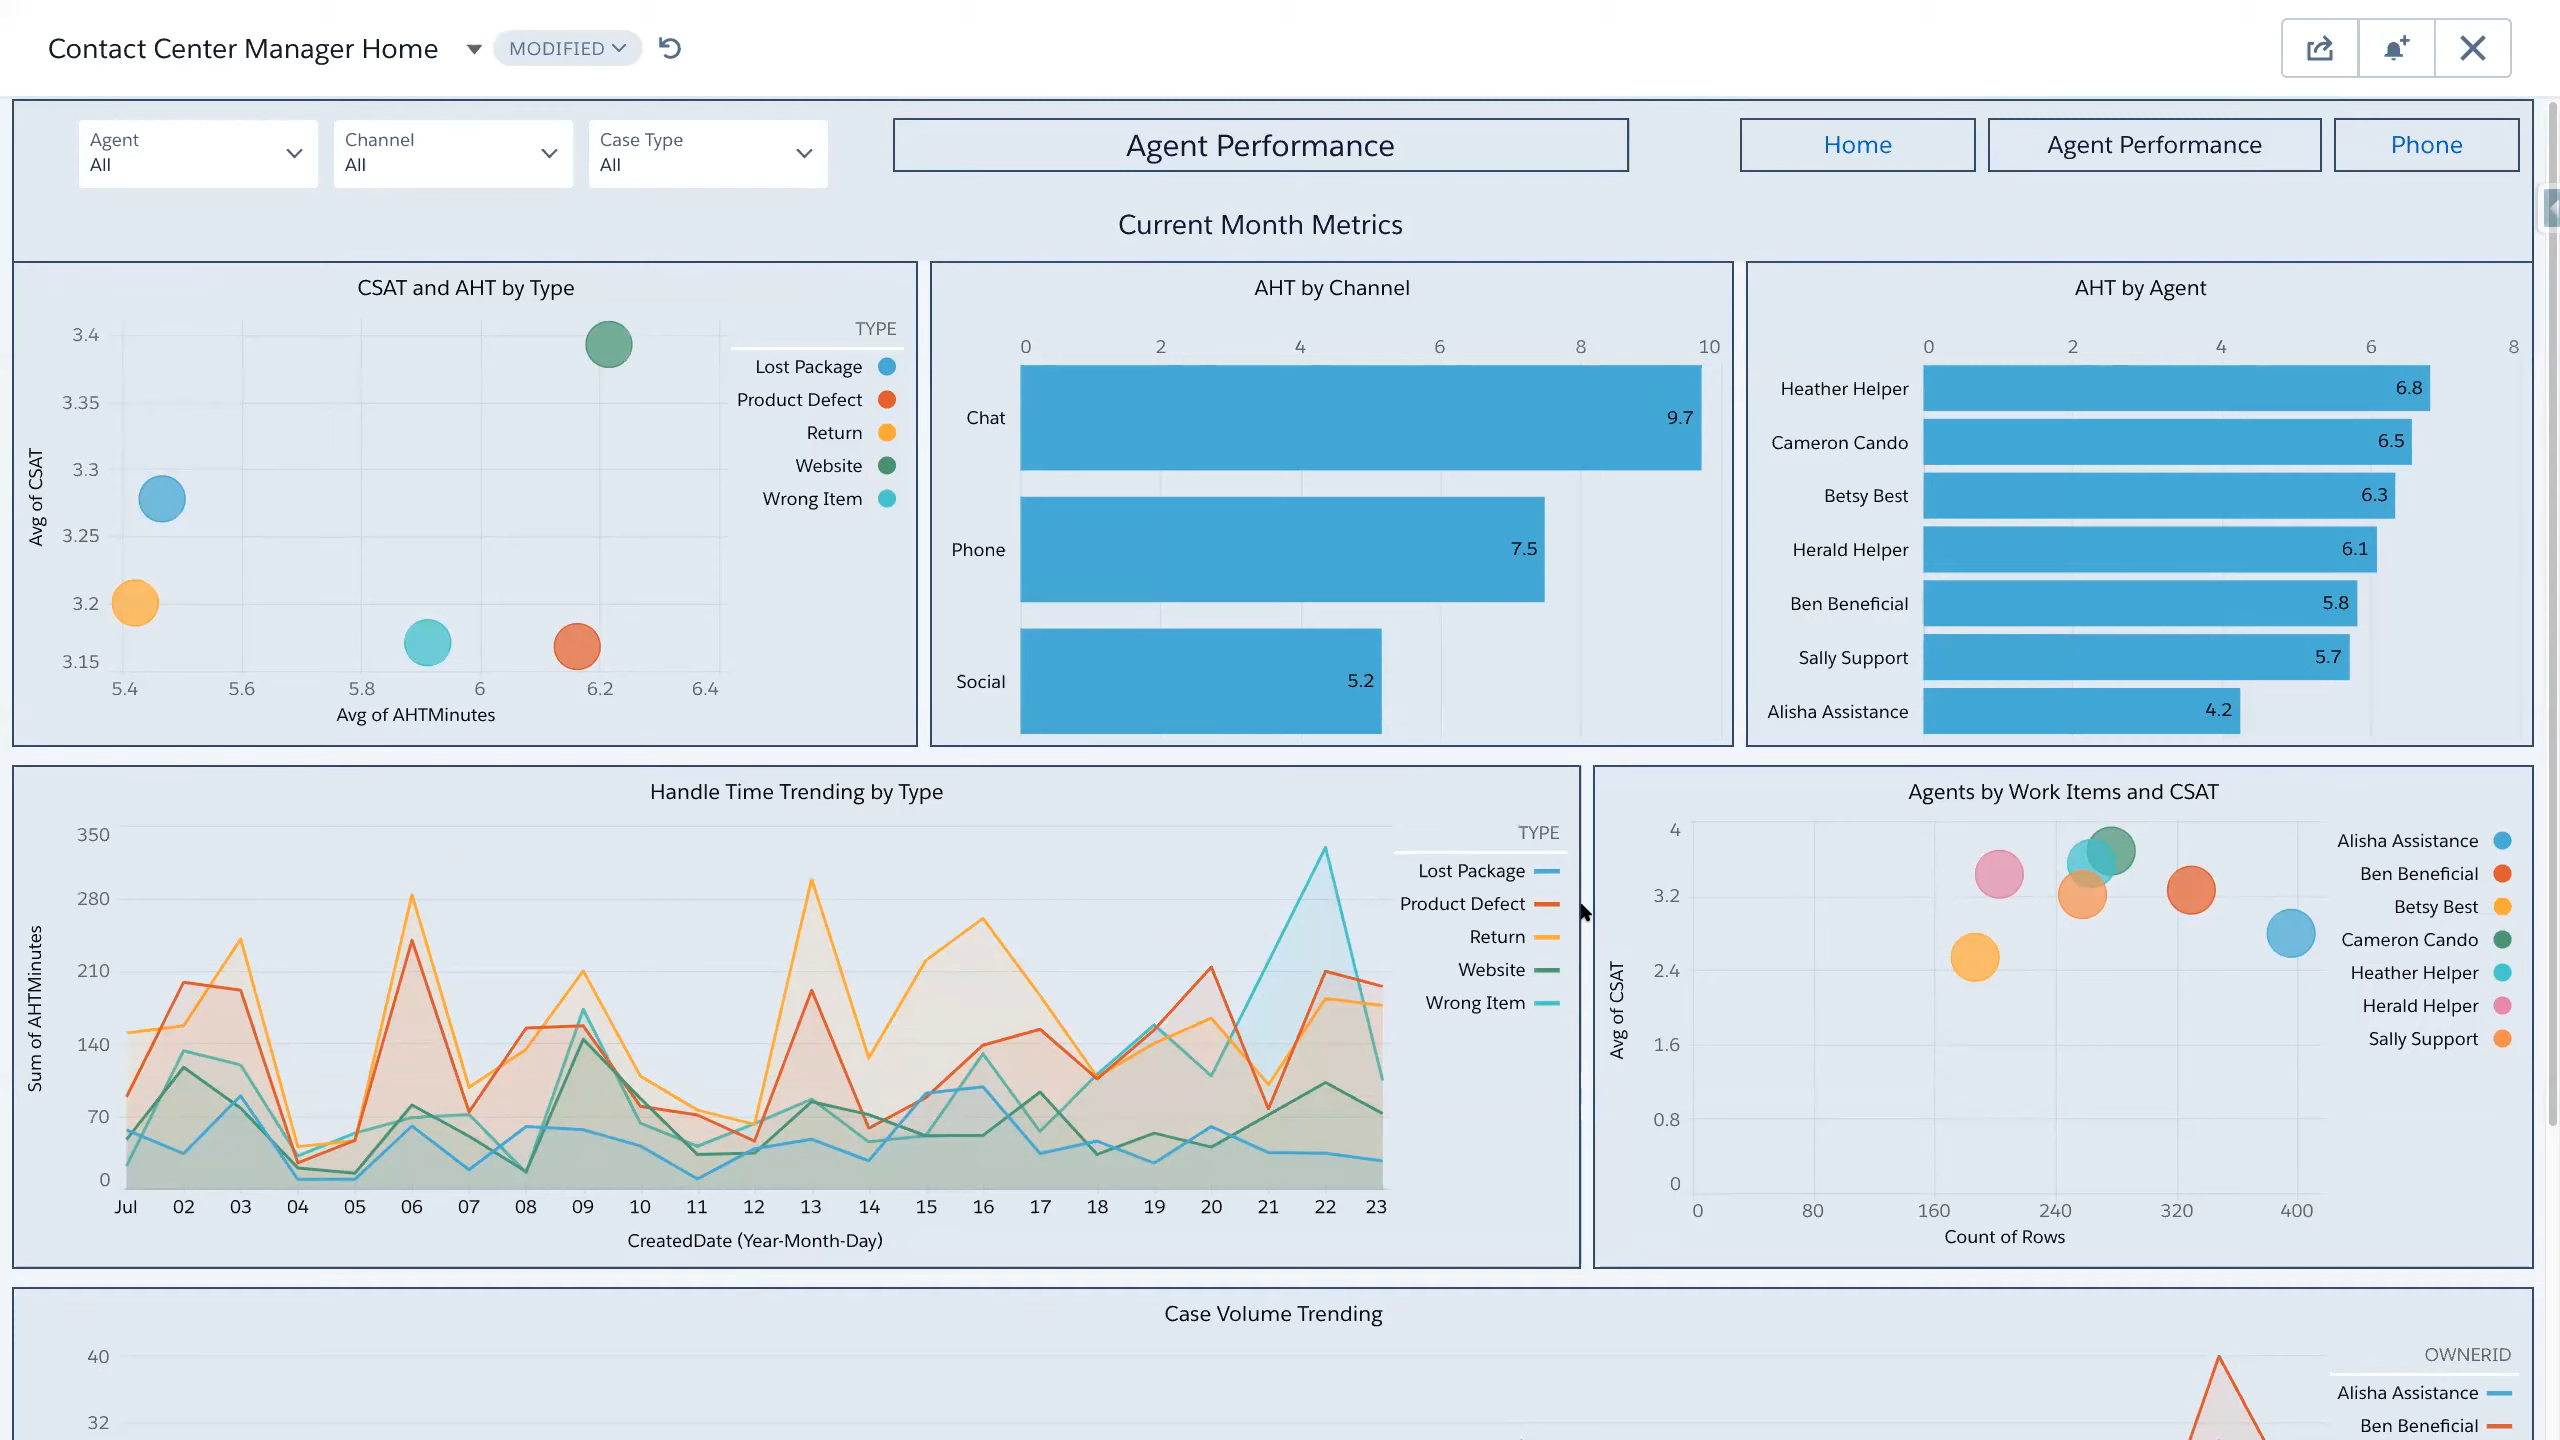 Contact Center Manager Home
MODIFIED
Agent
All
Channel
All
Case Type
All
Agent Performance
Home
Agent Performance
Phone
Current Month Metrics
CSAT and AHT by Type
3.4
3.35
3.3
3.25
3.2
3.15
Avg of CSAT
5.4 5.6 5.8 6 6.2 6.4
Avg of AHTMinutes
TYPE
Lost Package
Product Defect
Return
Website
Wrong Item
AHT by Channel
0 2 4 6 8 10
Chat 9.7
Phone 7.5
Social 5.2
AHT by Agent
0 2 4 6 8
Heather Helper 6.8
Cameron Cando 6.5
Betsy Best 6.3
Herald Helper 6.1
Ben Beneficial 5.8
Sally Support 5.7
Alisha Assistance 4.2
Handle Time Trending by Type
350
280
210
140
70
0
Sum of AHTMinutes
Jul 02 03 04 05 06 07 08 09 10 11 12 13 14 15 16 17 18 19 20 21 22 23
CreatedDate (Year-Month-Day)
TYPE
Lost Package
Product Defect
Return
Website
Wrong Item
Agents by Work Items and CSAT
4
3.2
2.4
1.6
0.8
0
Avg of CSAT
0 80 160 240 320 400
Count of Rows
Alisha Assistance
Ben Beneficial
Betsy Best
Cameron Cando
Heather Helper
Herald Helper
Sally Support
Case Volume Trending
40
32
OWNERID
Alisha Assistance
Ben Beneficial